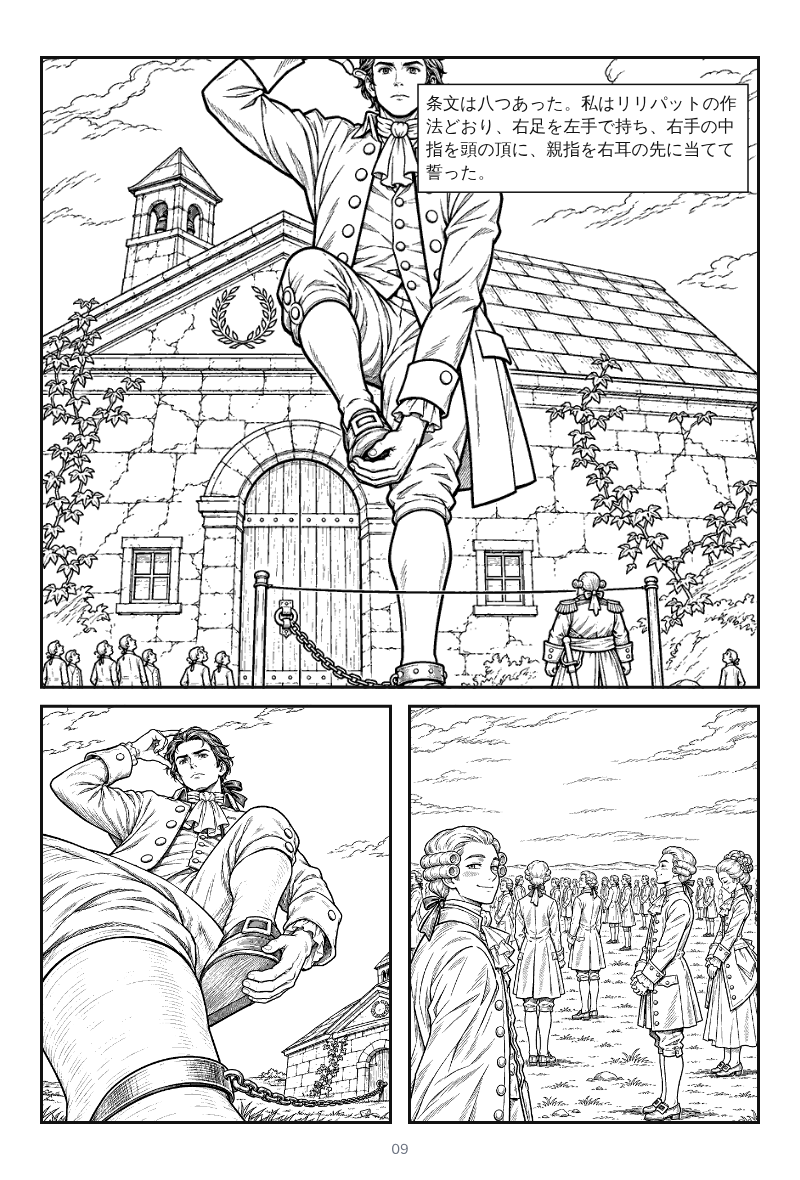 条文は八つあった。私はリリパットの作
法どおり、右足を左手で持ち、右手の中
指を頭の頂に、親指を右耳の先に当てて
誓った。
09